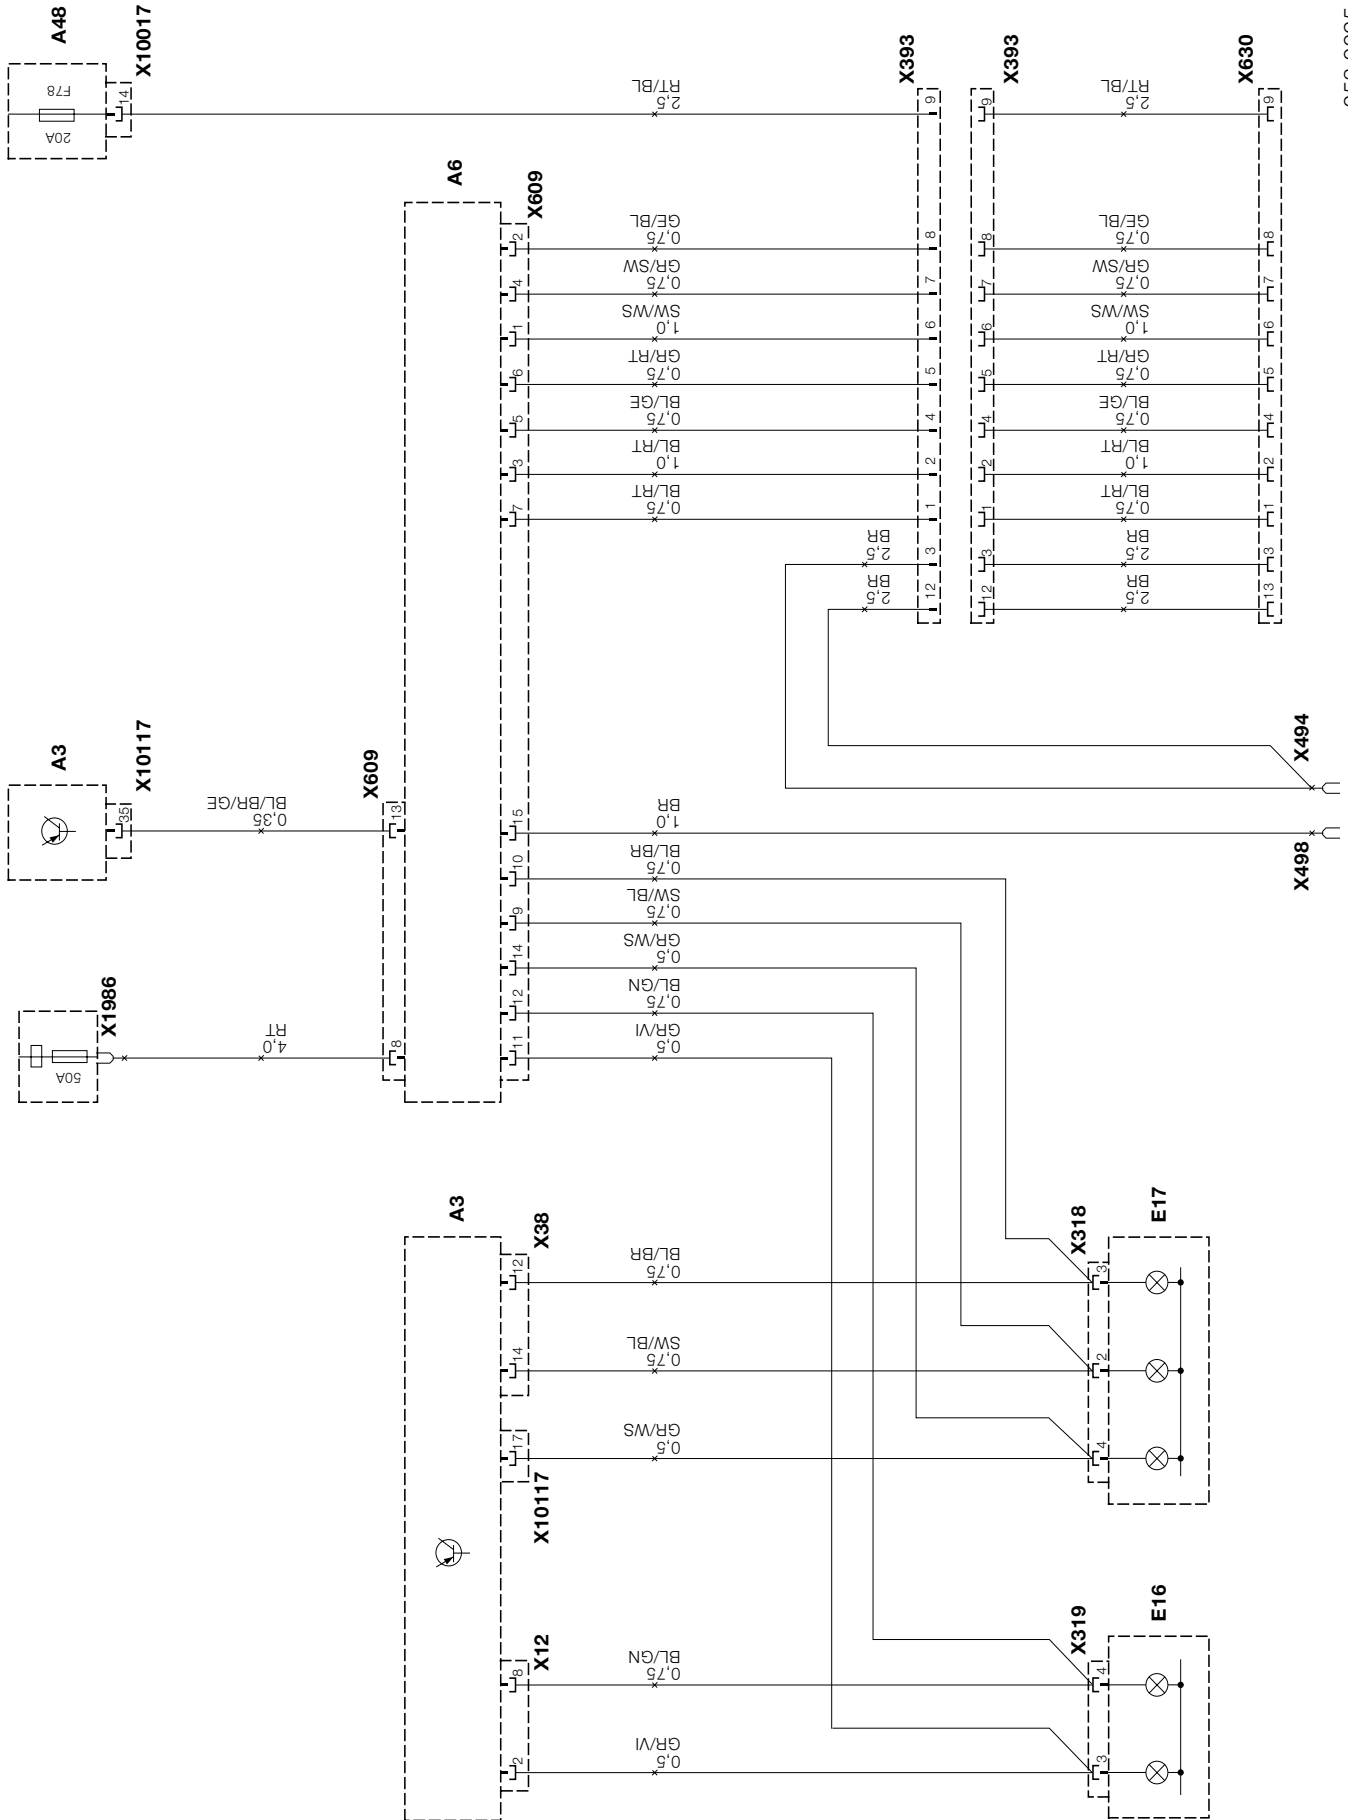 A48
X10017
F78
20A
14
2,5
RT/BL
X393
9
X393
9
2,5
RT/BL
X630
9
A6
X609
2
0,75
GE/BL
8
8
0,75
GE/BL
8
4
0,75
GR/SW
7
7
0,75
GR/SW
7
1
1,0
SW/WS
6
6
1,0
SW/WS
6
6
0,75
GR/RT
5
5
0,75
GR/RT
5
5
0,75
BL/GE
4
4
0,75
BL/GE
4
3
1,0
BL/RT
2
2
1,0
BL/RT
2
7
0,75
BL/RT
1
1
0,75
BL/RT
1
2,5
BR
3
3
2,5
BR
3
2,5
BR
12
12
2,5
BR
13
A3
X10117
35
0,35
BL/BR/GE
X609
13
15
1,0
BR
X494
X498
10
0,75
BL/BR
9
0,75
SW/BL
14
0,5
GR/WS
12
0,75
BL/GN
11
0,5
GR/VI
X1986
50A
4,0
RT
8
A3
X38
12
0,75
BL/BR
X318
3
E17
14
0,75
SW/BL
2
X10117
17
0,5
GR/WS
4
X12
8
0,75
BL/GN
X319
4
E16
2
0,5
GR/VI
3